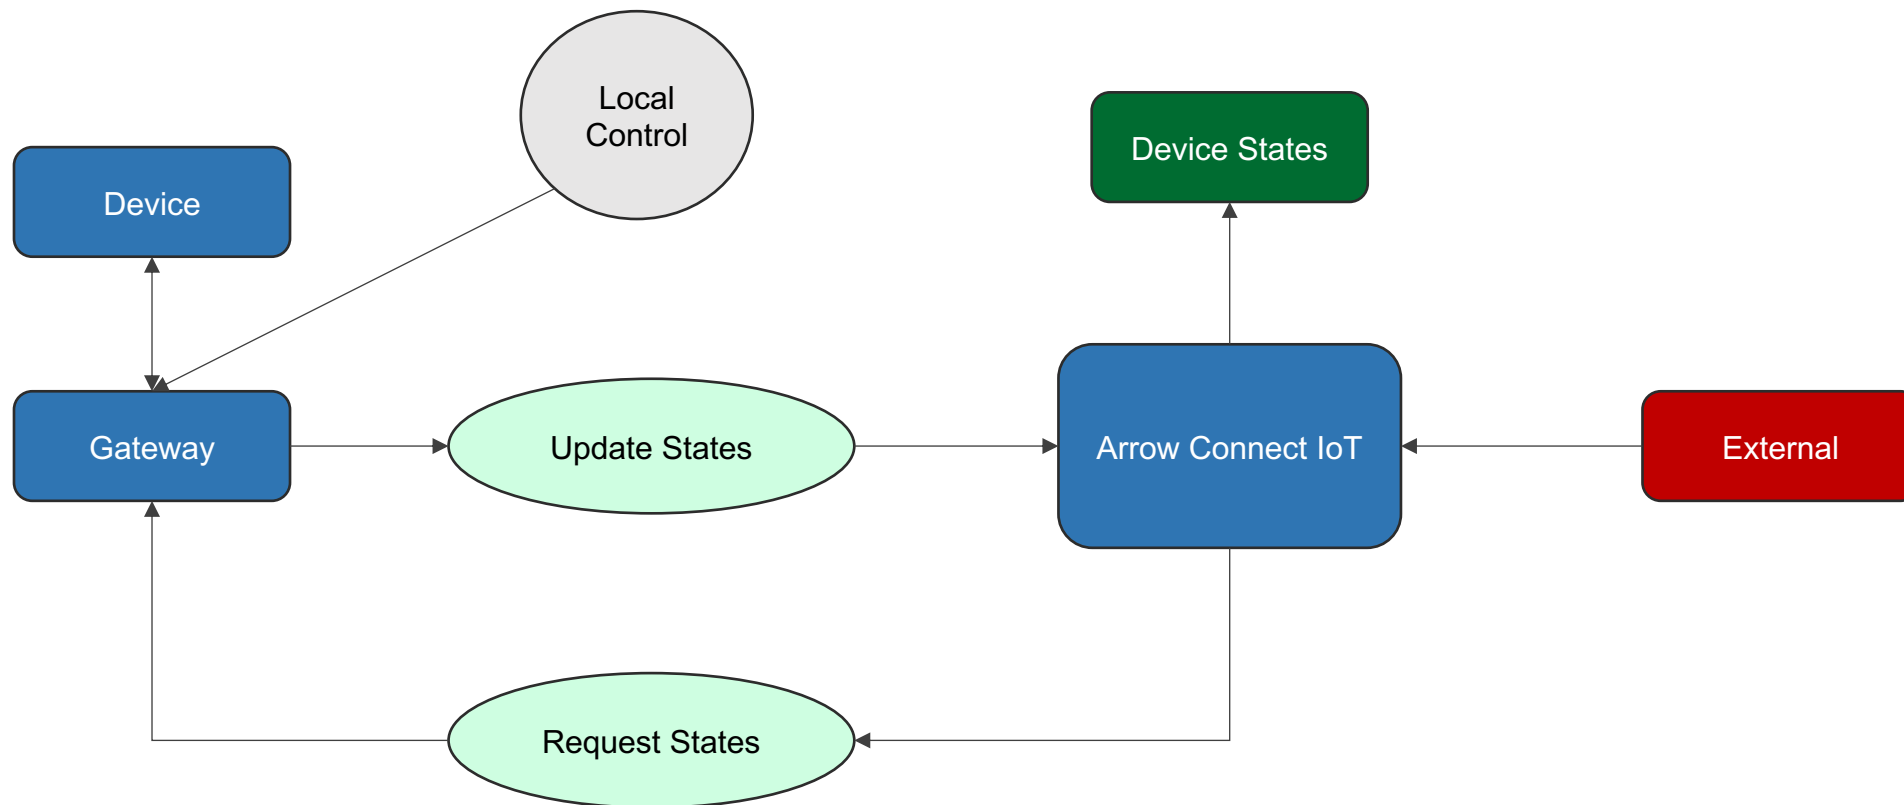 Local
Control
Device States
Device
Gateway
Update States
Arrow Connect IoT
External
Request States